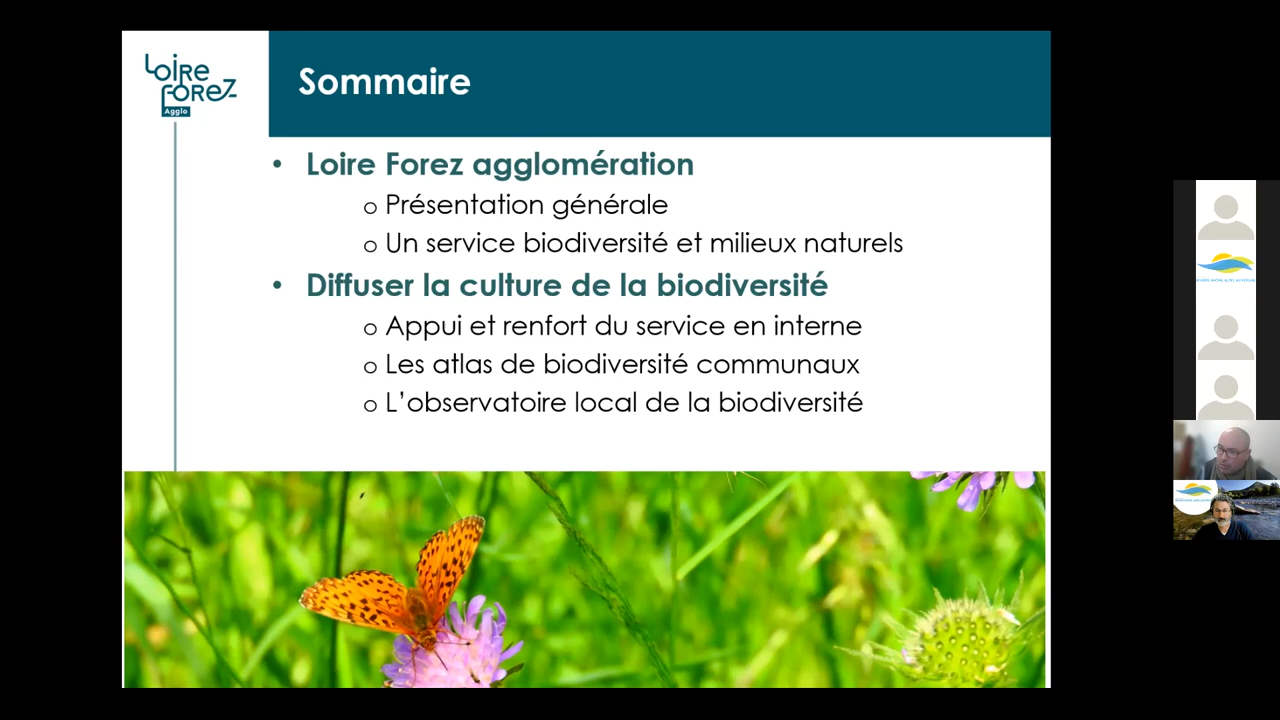 Loire
Forez
Agglo
Sommaire
• Loire Forez agglomération
o Présentation générale
o Un service biodiversité et milieux naturels
• Diffuser la culture de la biodiversité
o Appui et renfort du service en interne
o Les atlas de biodiversité communaux
o L'observatoire local de la biodiversité